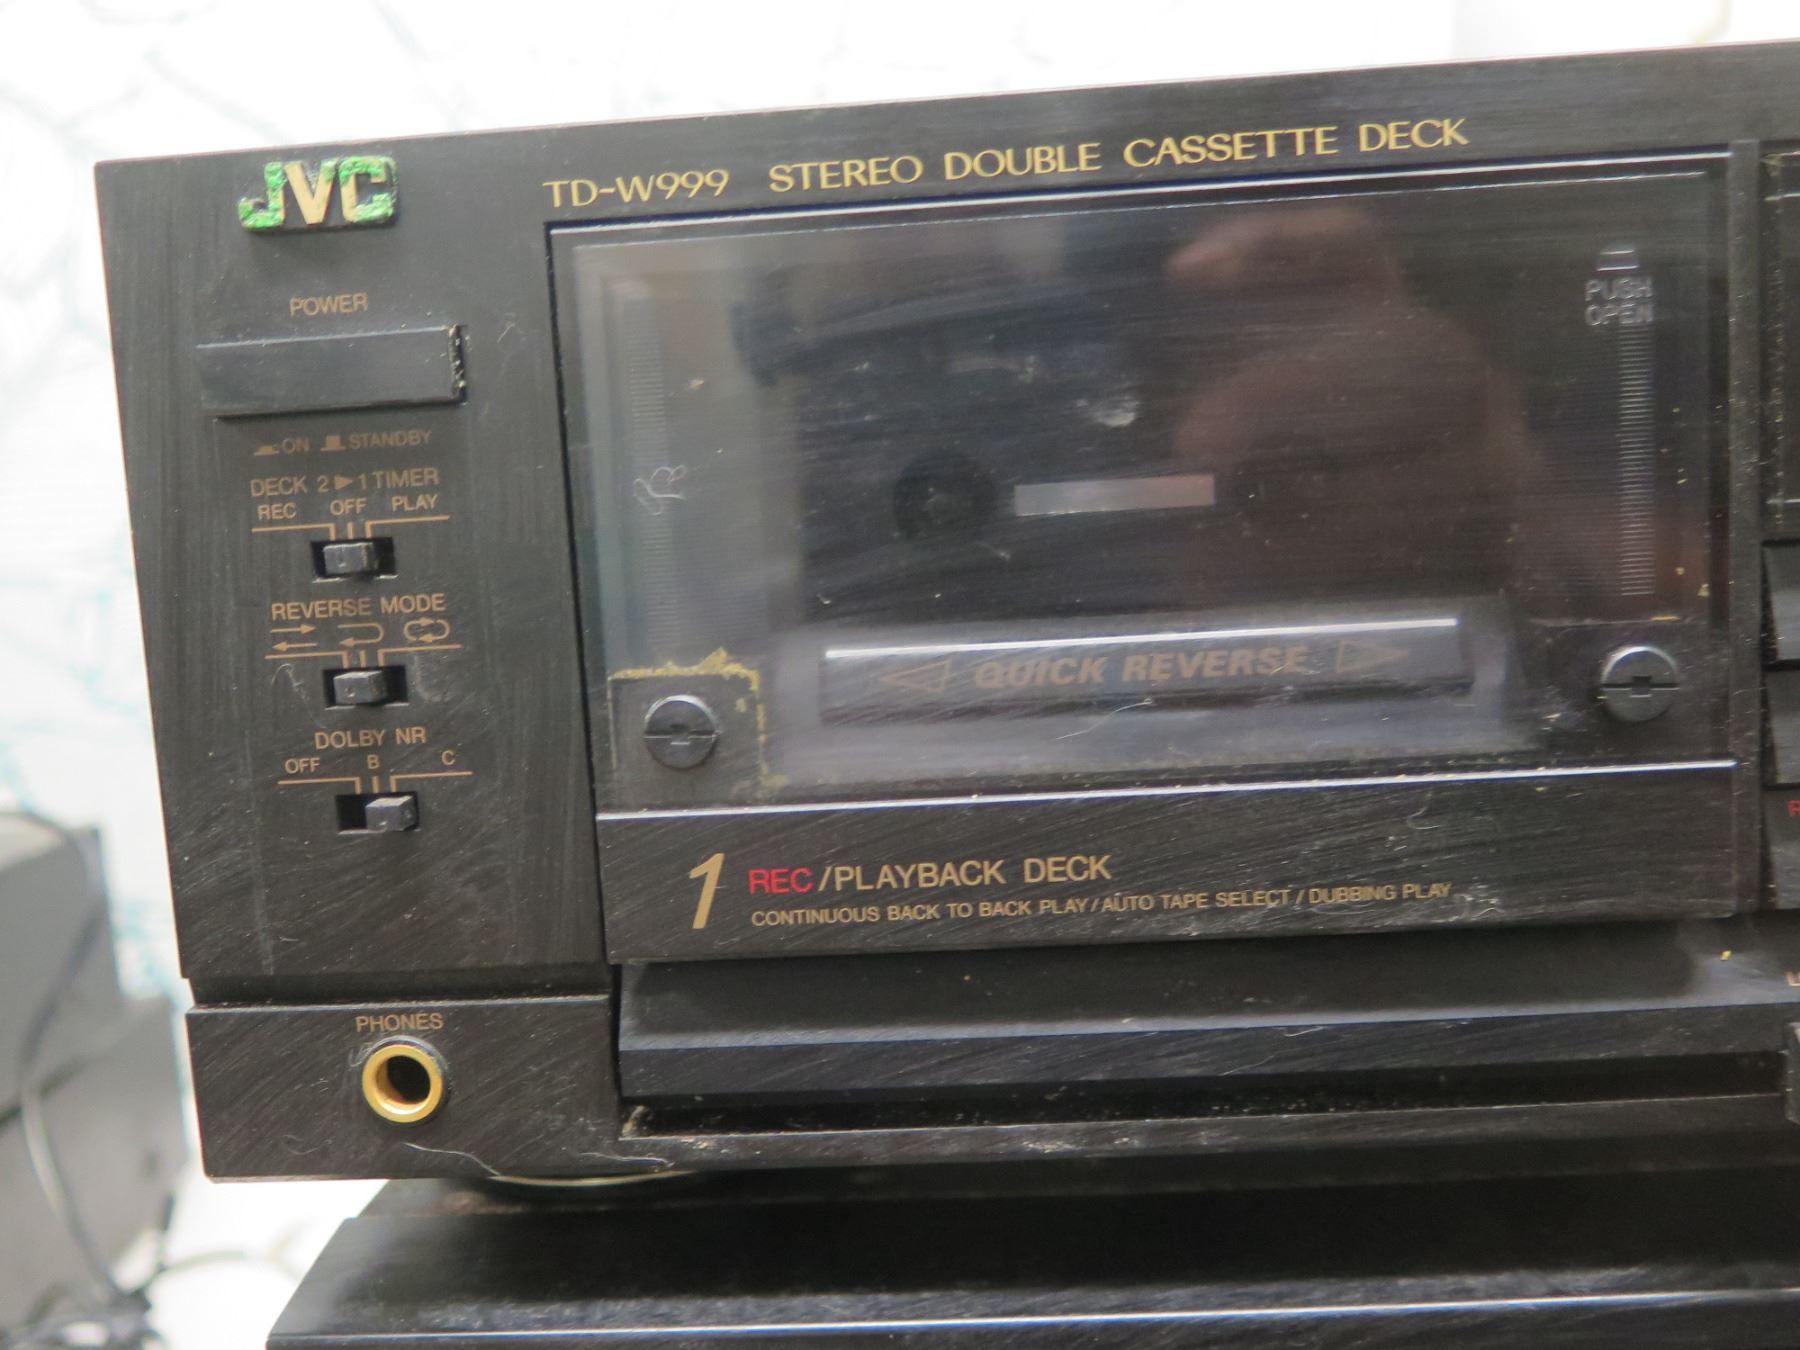 JVC
TD-W999 STEREO DOUBLE CASSETTE DECK
POWER
ON STANDBY
DECK 2 ▶ 1 TIMER
REC OFF PLAY
REVERSE MODE
DOLBY NR
OFF B C
PHONES
PUSH
OPEN
QUICK REVERSE
1 REC/PLAYBACK DECK
CONTINUOUS BACK TO BACK PLAY/AUTO TAPE SELECT/DUBBING PLAY